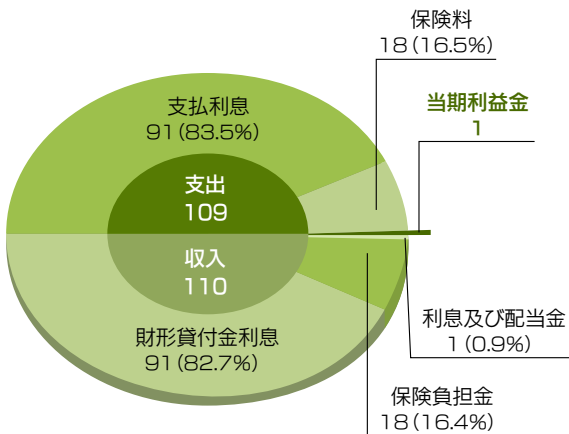 保険料
18(16.5%)
支払利息
91(83.5%)
当期利益金
1
支出
109
収入
110
財形貸付金利息
91(82.7%)
利息及び配当金
1(0.9%)
保険負担金
18(16.4%)